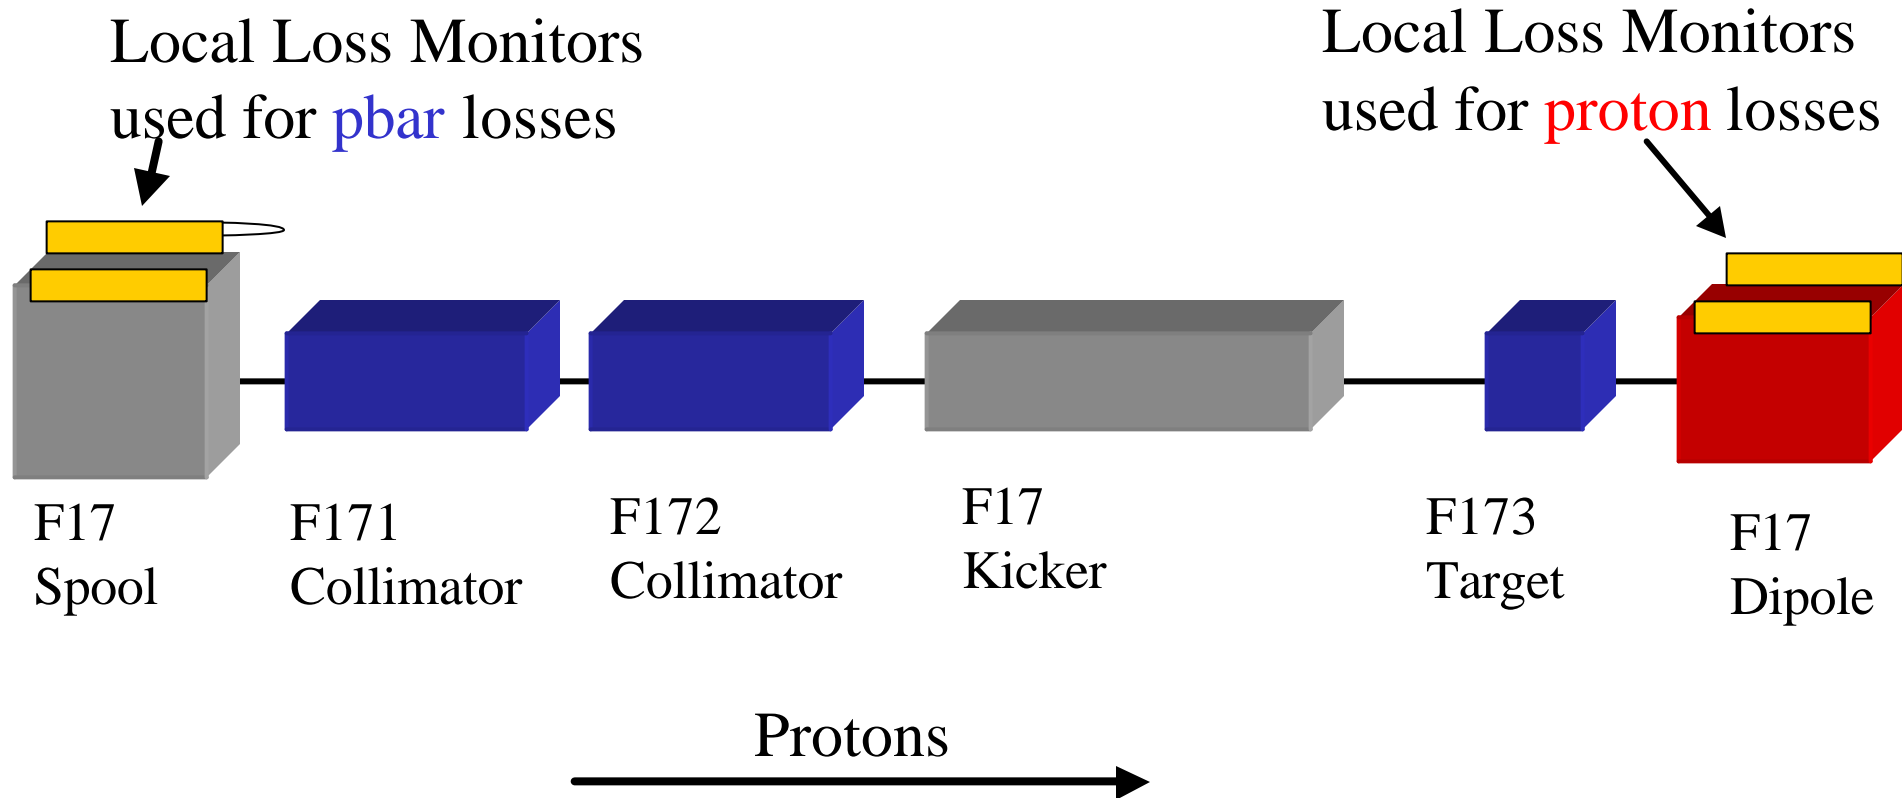 Local Loss Monitors
used for pbar losses
Local Loss Monitors
used for proton losses
F17
Spool
F171
Collimator
F172
Collimator
F17
Kicker
F173
Target
F17
Dipole
Protons